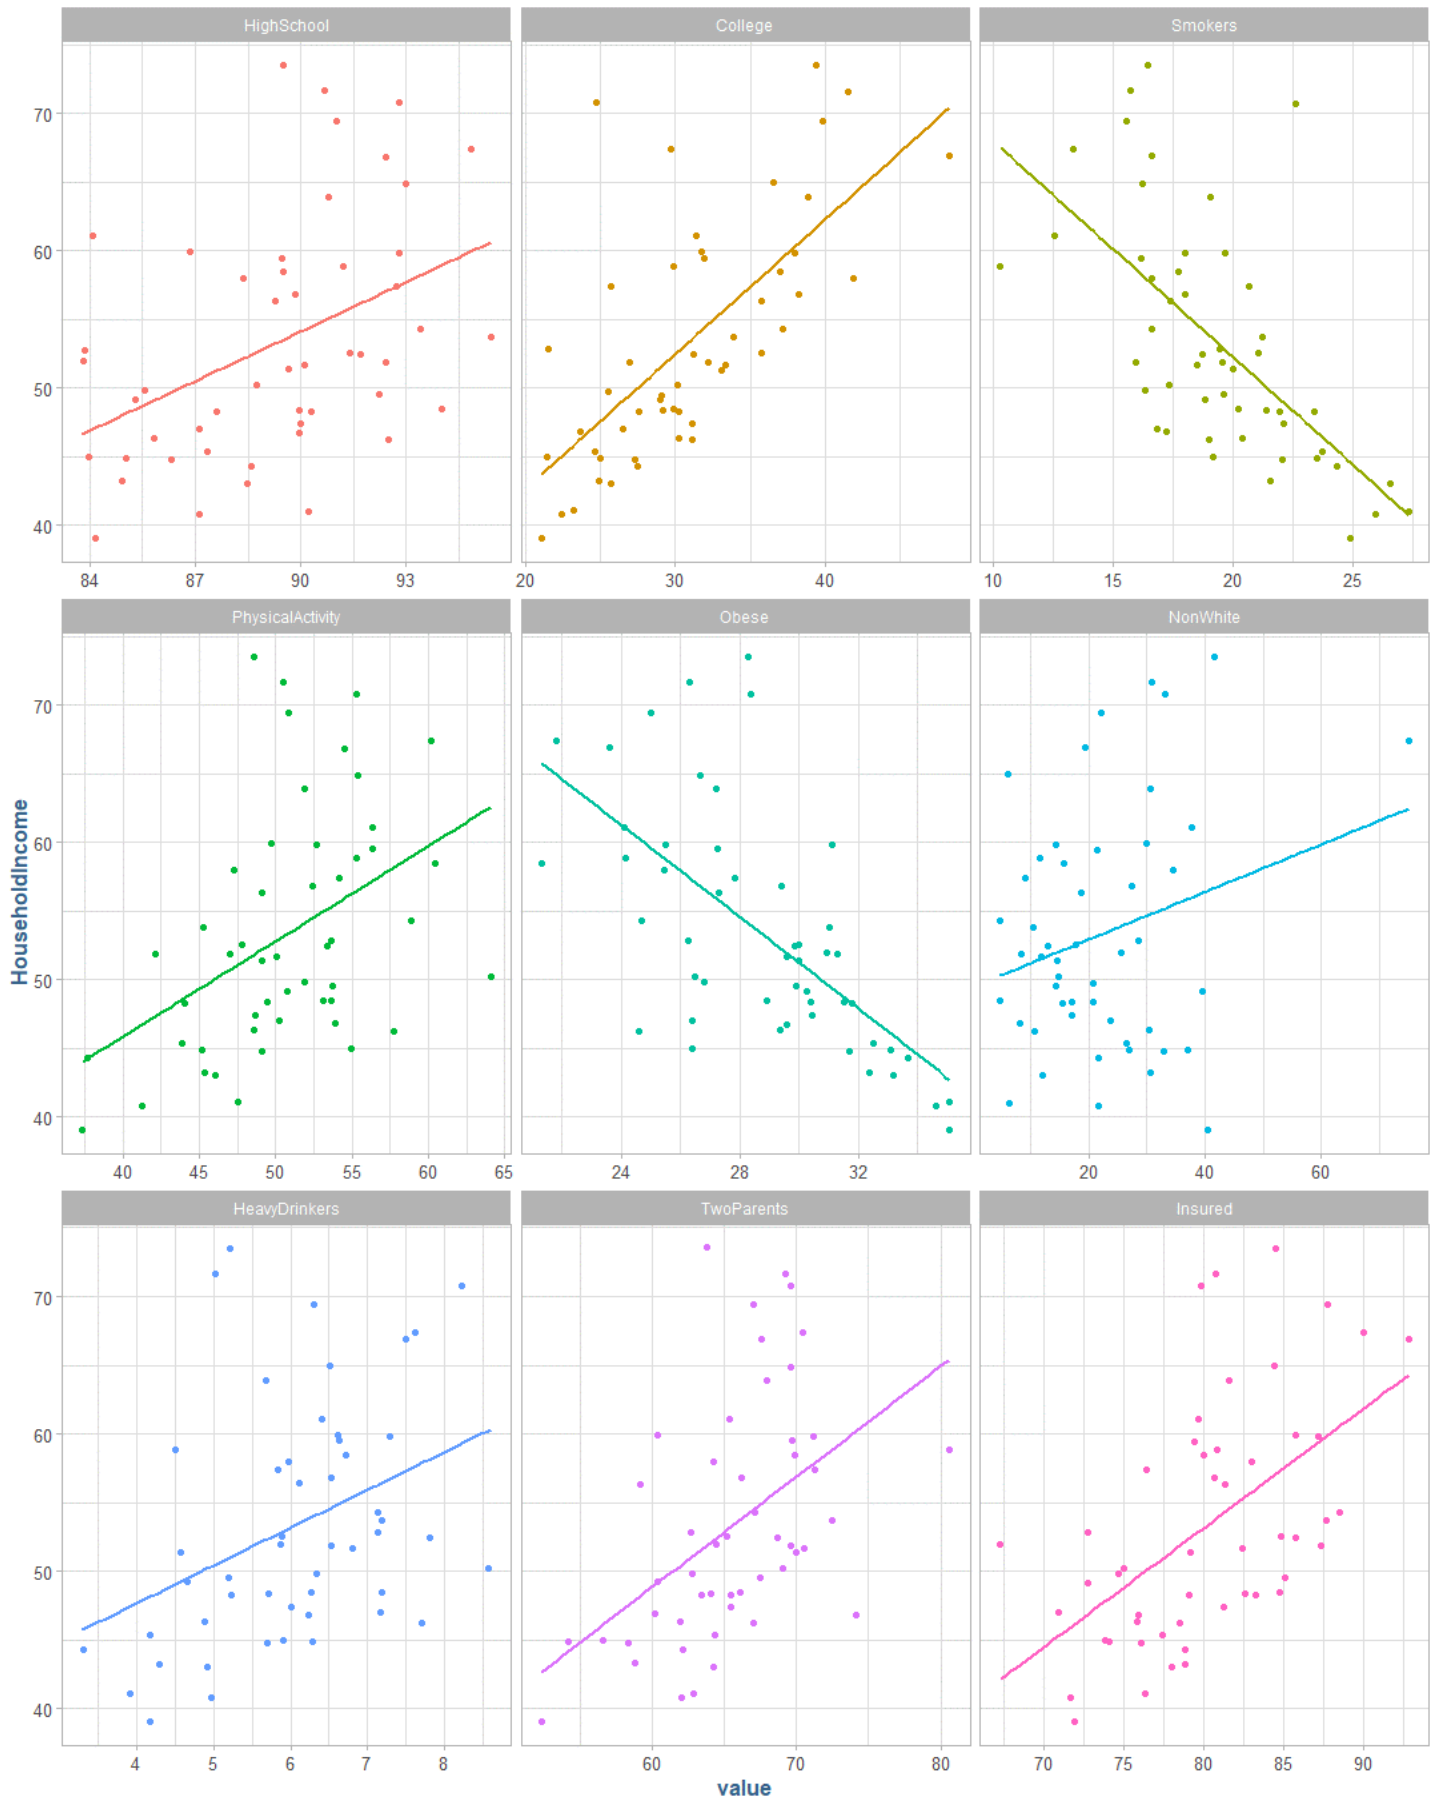 HighSchool College Smokers
70
60
50
40
84 87 90 93 20 30 40 10 15 20 25
PhysicalActivity Obese NonWhite
70
60
50
40
40 45 50 55 60 65 24 28 32 20 40 60
HouseholdIncome
HeavyDrinkers TwoParents Insured
70
60
50
40
4 5 6 7 8 60 70 80 70 75 80 85 90
value